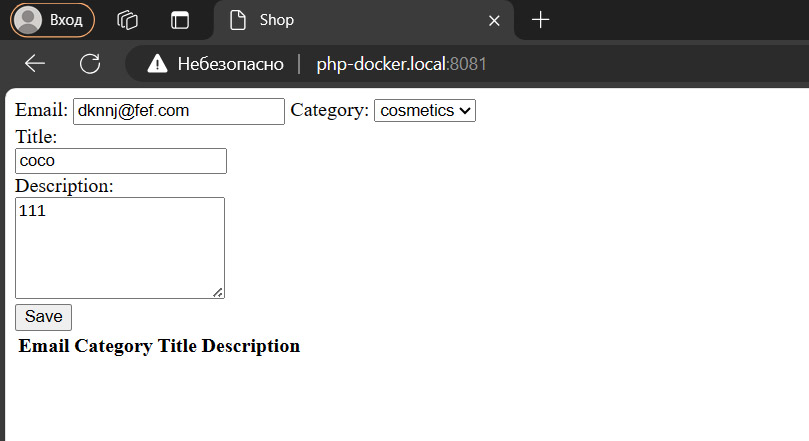 Вход
Shop
Небезопасно php-docker.local:8081
Email: dknnj@fef.com Category: cosmetics
Title:
coco
Description:
111
Save
Email Category Title Description